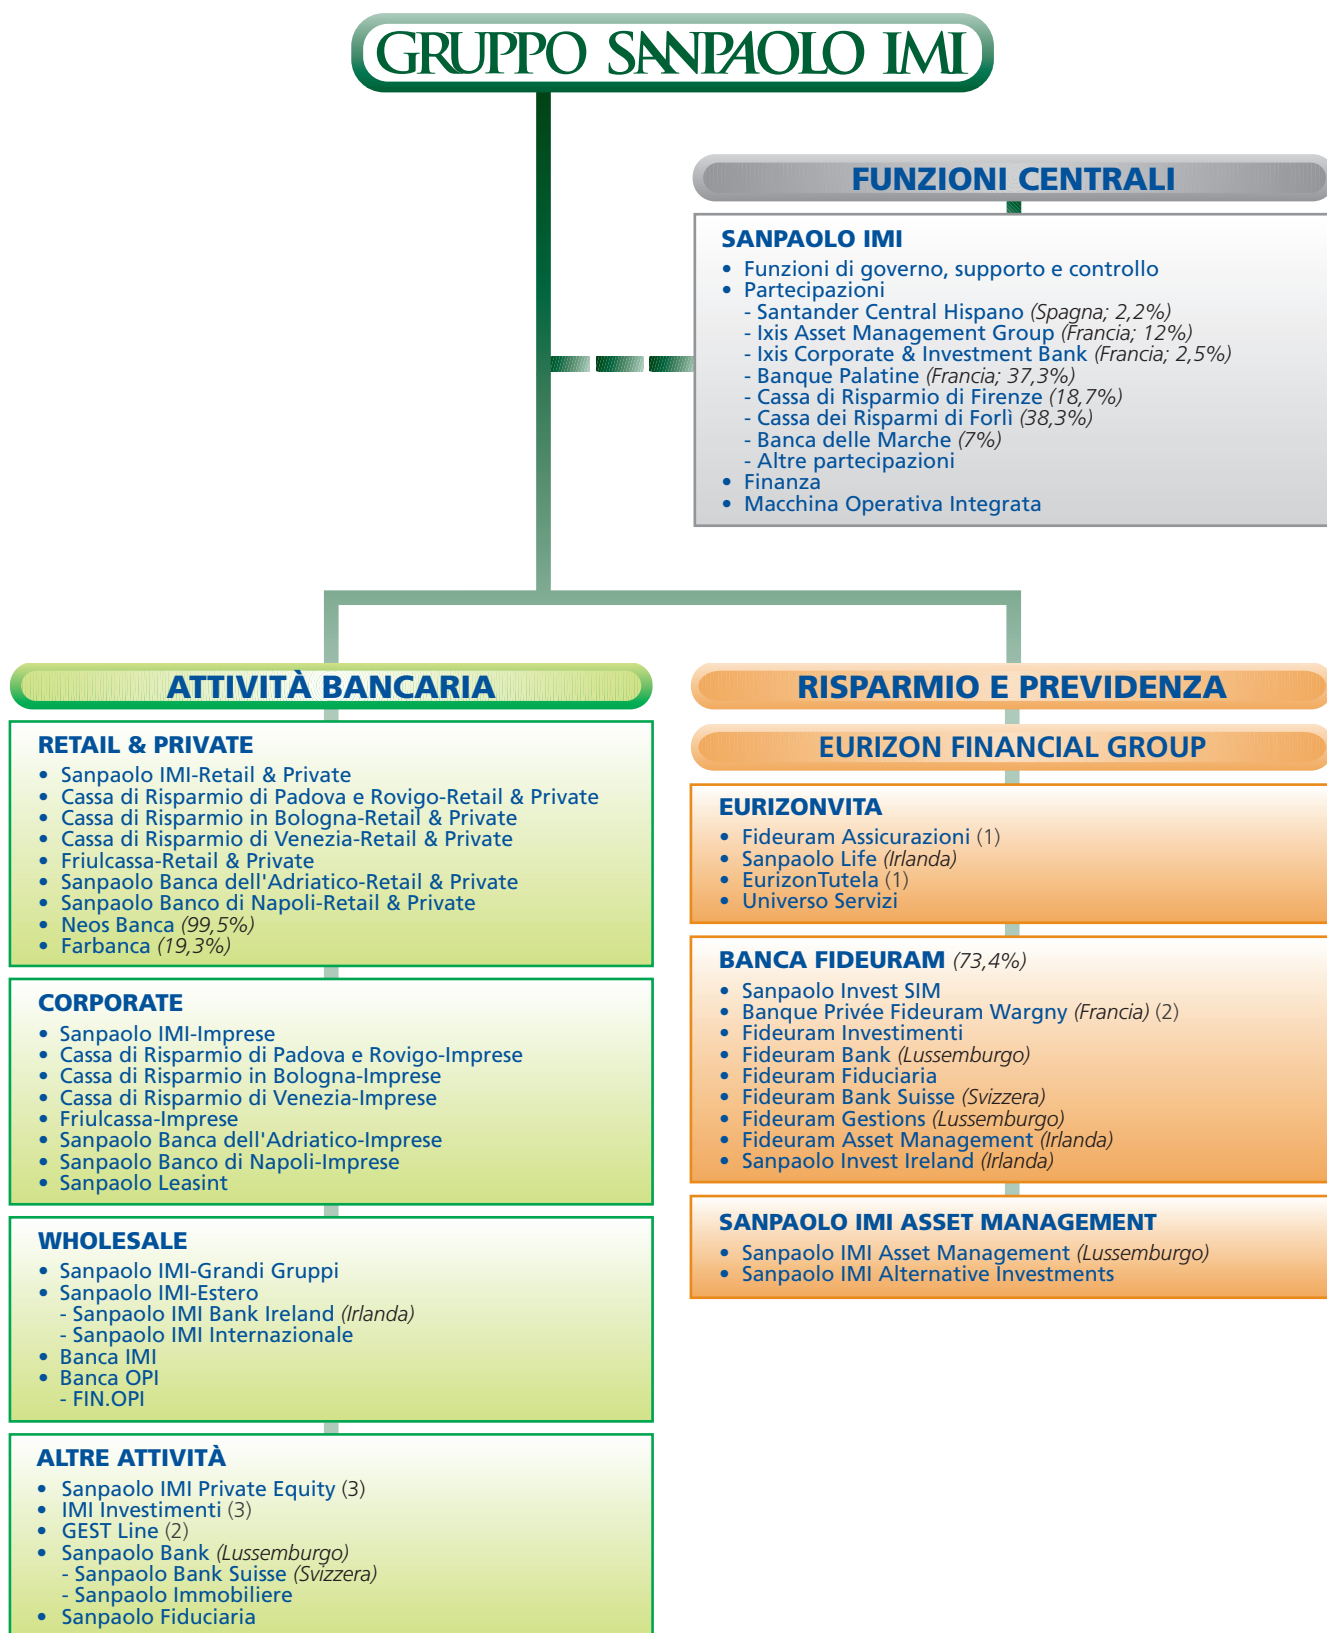 GRUPPO SANPAOLO IMI
FUNZIONI CENTRALI
SANPAOLO IMI
• Funzioni di governo, supporto e controllo
• Partecipazioni
- Santander Central Hispano (Spagna; 2,2%)
- Ixis Asset Management Group (Francia; 12%)
- Ixis Corporate & Investment Bank (Francia; 2,5%)
- Banque Palatine (Francia; 37,3%)
- Cassa di Risparmio di Firenze (18,7%)
- Cassa dei Risparmi di Forlì (38,3%)
- Banca delle Marche (7%)
- Altre partecipazioni
• Finanza
• Macchina Operativa Integrata
ATTIVITÀ BANCARIA
RETAIL & PRIVATE
• Sanpaolo IMI-Retail & Private
• Cassa di Risparmio di Padova e Rovigo-Retail & Private
• Cassa di Risparmio in Bologna-Retail & Private
• Cassa di Risparmio di Venezia-Retail & Private
• Friulcassa-Retail & Private
• Sanpaolo Banca dell'Adriatico-Retail & Private
• Sanpaolo Banco di Napoli-Retail & Private
• Neos Banca (99,5%)
• Farbanca (19,3%)
CORPORATE
• Sanpaolo IMI-Imprese
• Cassa di Risparmio di Padova e Rovigo-Imprese
• Cassa di Risparmio in Bologna-Imprese
• Cassa di Risparmio di Venezia-Imprese
• Friulcassa-Imprese
• Sanpaolo Banca dell'Adriatico-Imprese
• Sanpaolo Banco di Napoli-Imprese
• Sanpaolo Leasint
WHOLESALE
• Sanpaolo IMI-Grandi Gruppi
• Sanpaolo IMI-Estero
- Sanpaolo IMI Bank Ireland (Irlanda)
- Sanpaolo IMI Internazionale
• Banca IMI
• Banca OPI
- FIN.OPI
ALTRE ATTIVITÀ
• Sanpaolo IMI Private Equity (3)
• IMI Investimenti (3)
• GEST Line (2)
• Sanpaolo Bank (Lussemburgo)
- Sanpaolo Bank Suisse (Svizzera)
- Sanpaolo Immobiliere
• Sanpaolo Fiduciaria
RISPARMIO E PREVIDENZA
EURIZON FINANCIAL GROUP
EURIZONVITA
• Fideuram Assicurazioni (1)
• Sanpaolo Life (Irlanda)
• EurizonTutela (1)
• Universo Servizi
BANCA FIDEURAM (73,4%)
• Sanpaolo Invest SIM
• Banque Privée Fideuram Wargny (Francia) (2)
• Fideuram Investimenti
• Fideuram Bank (Lussemburgo)
• Fideuram Fiduciaria
• Fideuram Bank Suisse (Svizzera)
• Fideuram Gestions (Lussemburgo)
• Fideuram Asset Management (Irlanda)
• Sanpaolo Invest Ireland (Irlanda)
SANPAOLO IMI ASSET MANAGEMENT
• Sanpaolo IMI Asset Management (Lussemburgo)
• Sanpaolo IMI Alternative Investments